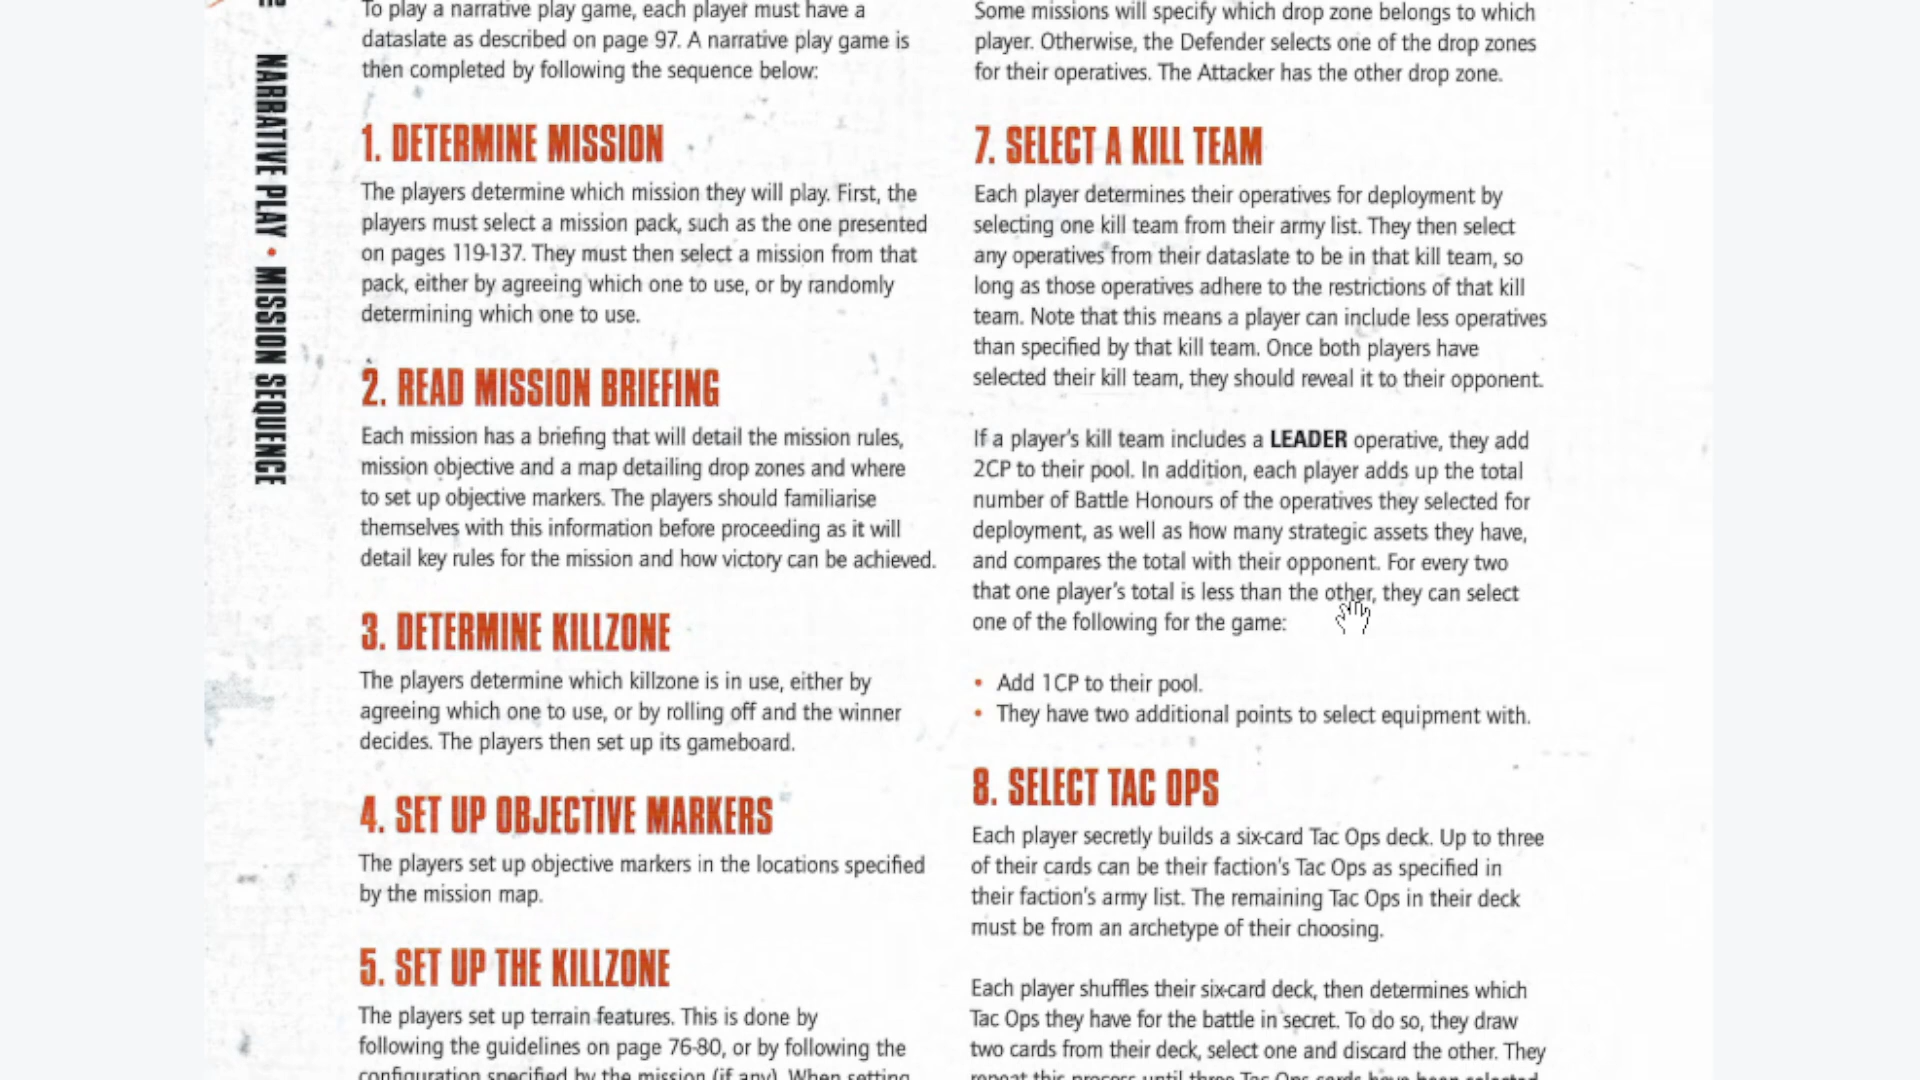 NARRATIVE PLAY • MISSION SEQUENCE
To play a narrative play game, each player must have a
dataslate as described on page 97. A narrative play game is
then completed by following the sequence below:
1. DETERMINE MISSION
The players determine which mission they will play. First, the
players must select a mission pack, such as the one presented
on pages 119-137. They must then select a mission from that
pack, either by agreeing which one to use, or by randomly
determining which one to use.
2. READ MISSION BRIEFING
Each mission has a briefing that will detail the mission rules,
mission objective and a map detailing drop zones and where
to set up objective markers. The players should familiarise
themselves with this information before proceeding as it will
detail key rules for the mission and how victory can be achieved.
3. DETERMINE KILLZONE
The players determine which killzone is in use, either by
agreeing which one to use, or by rolling off and the winner
decides. The players then set up its gameboard.
4. SET UP OBJECTIVE MARKERS
The players set up objective markers in the locations specified
by the mission map.
5. SET UP THE KILLZONE
The players set up terrain features. This is done by
following the guidelines on page 76-80, or by following the
configuration specified by the mission (if any). When setting
Some missions will specify which drop zone belongs to which
player. Otherwise, the Defender selects one of the drop zones
for their operatives. The Attacker has the other drop zone.
7. SELECT A KILL TEAM
Each player determines their operatives for deployment by
selecting one kill team from their army list. They then select
any operatives from their dataslate to be in that kill team, so
long as those operatives adhere to the restrictions of that kill
team. Note that this means a player can include less operatives
than specified by that kill team. Once both players have
selected their kill team, they should reveal it to their opponent.
If a player's kill team includes a LEADER operative, they add
2CP to their pool. In addition, each player adds up the total
number of Battle Honours of the operatives they selected for
deployment, as well as how many strategic assets they have,
and compares the total with their opponent. For every two
that one player's total is less than the other, they can select
one of the following for the game:
• Add 1CP to their pool.
• They have two additional points to select equipment with.
8. SELECT TAC OPS
Each player secretly builds a six-card Tac Ops deck. Up to three
of their cards can be their faction's Tac Ops as specified in
their faction's army list. The remaining Tac Ops in their deck
must be from an archetype of their choosing.
Each player shuffles their six-card deck, then determines which
Tac Ops they have for the battle in secret. To do so, they draw
two cards from their deck, select one and discard the other. They
repeat this process until three Tac Ops cards have been selected